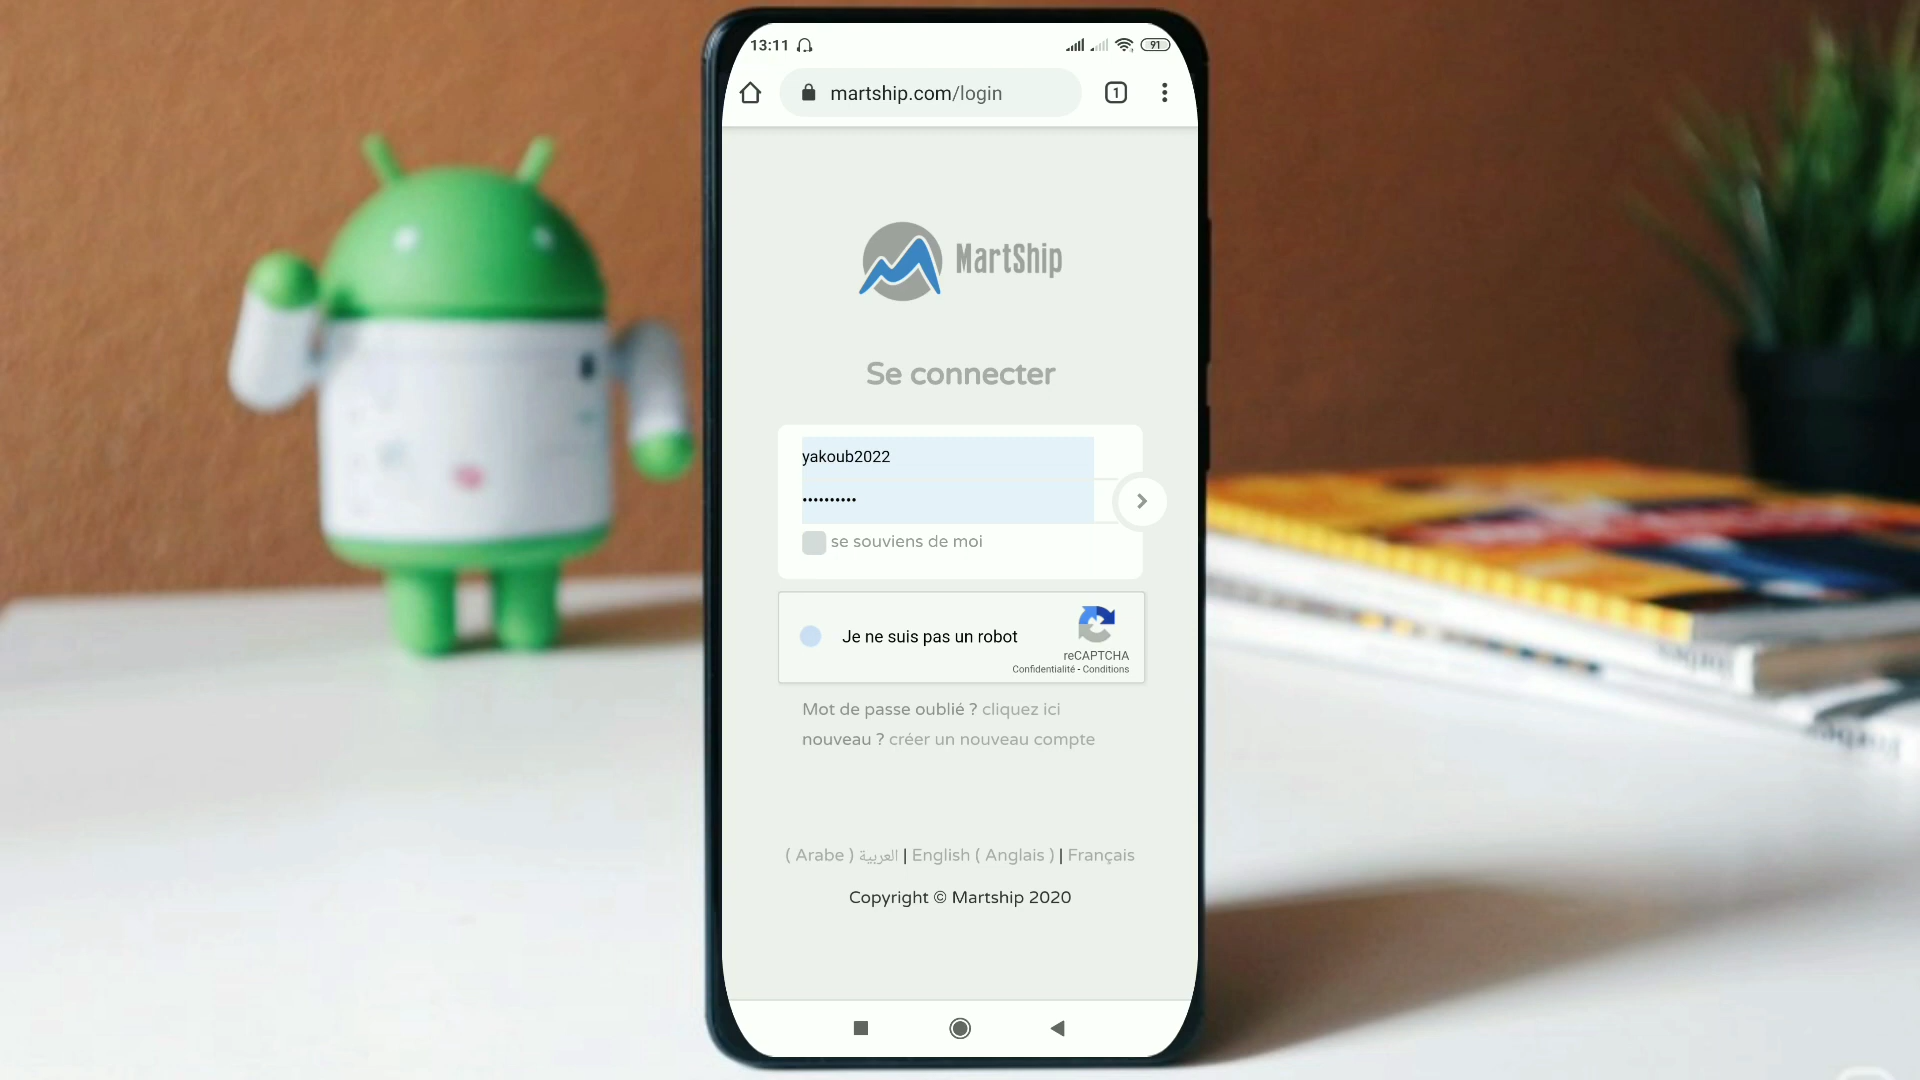 13:11
91
martship.com/login
1
MartShip
Se connecter
yakoub2022
••••••••••
se souviens de moi
Je ne suis pas un robot
reCAPTCHA
Confidentialité - Conditions
Mot de passe oublié ? cliquez ici
nouveau ? créer un nouveau compte
( Arabe ) العربية | English ( Anglais ) | Français
Copyright © Martship 2020